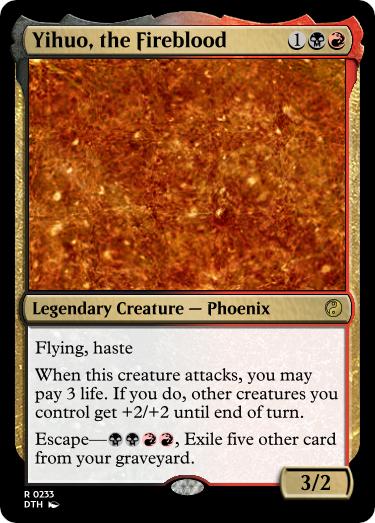 Yihuo, the Fireblood 1
Legendary Creature — Phoenix
Flying, haste
When this creature attacks, you may
pay 3 life. If you do, other creatures you
control get +2/+2 until end of turn.
Escape—, Exile five other card
from your graveyard.
3/2
R 0233
DTH